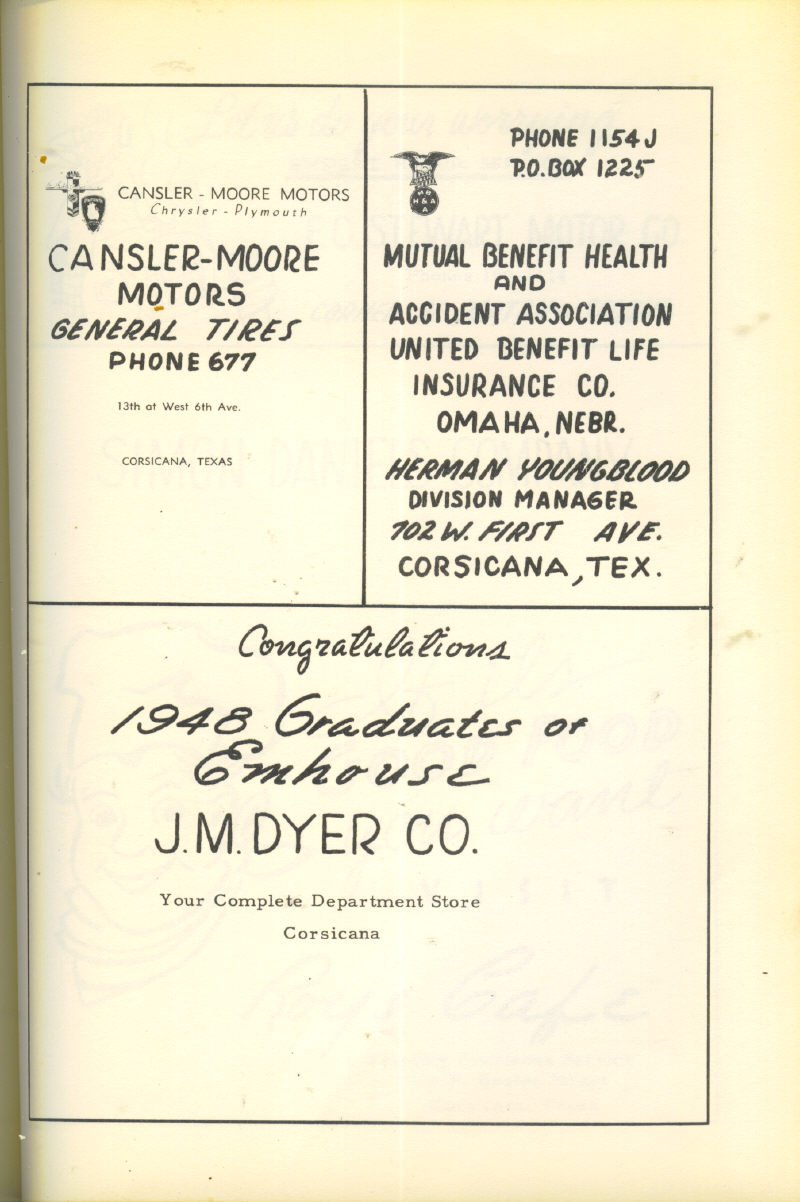 CANSLER - MOORE MOTORS
Chrysler - Plymouth
CANSLER-MOORE
MOTORS
GENERAL TIRES
PHONE 677
13th at West 6th Ave.
CORSICANA, TEXAS
PHONE 1154J
P.O. BOX 1225
MUTUAL BENEFIT HEALTH
AND
ACCIDENT ASSOCIATION
UNITED BENEFIT LIFE
INSURANCE CO.
OMAHA, NEBR.
HERMAN YOUNGBLOOD
DIVISION MANAGER
702 W. FIRST AVE.
CORSICANA, TEX.
Congratulations
1948 Graduates of
Emhouse
J.M. DYER CO.
Your Complete Department Store
Corsicana